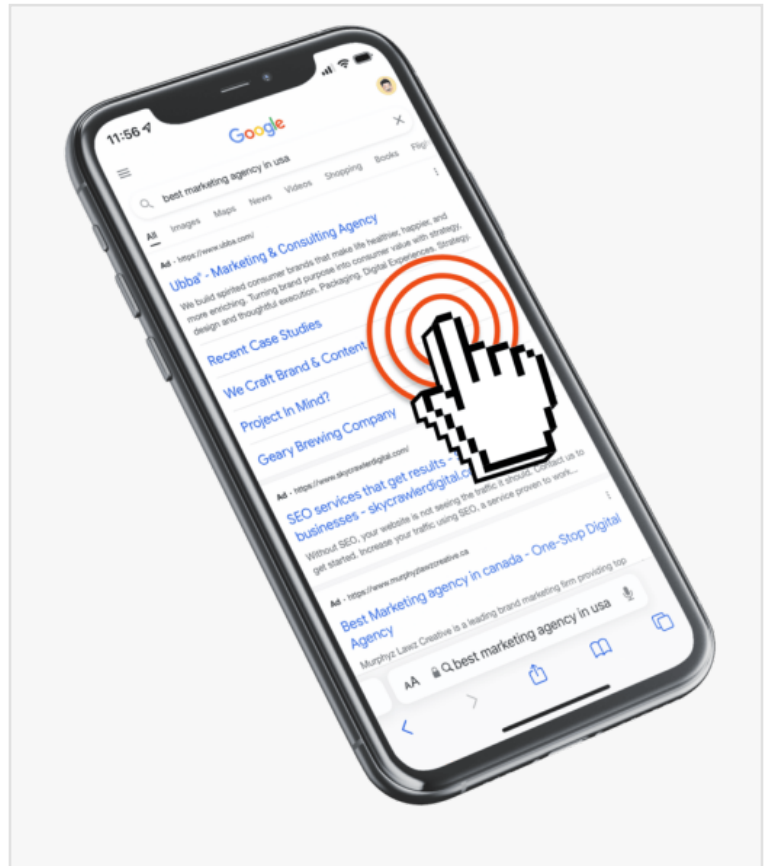 11:56
Google
best marketing agency in usa
All Images Maps News Videos Shopping Books
Ad · https://www.ubba.com/
Ubba® - Marketing & Consulting Agency
We build spirited consumer brands that make life healthier, happier, and
more enriching. Turning brand purpose into consumer value with strategy,
design and thoughtful execution. Packaging. Digital Experiences. Strategy.
Recent Case Studies
We Craft Brand & Content
Project In Mind?
Geary Brewing Company
Ad · https://www.skycrawlerdigital.com/
SEO services that get results -
businesses - skycrawlerdigital.co
Without SEO, your website is not seeing the traffic it should. Contact us to
get started. Increase your traffic using SEO, a service proven to work...
Ad · https://www.murphyzlawzcreative.ca
Best Marketing agency in canada - One-Stop Digital
Agency
Murphyz Lawz Creative is a leading brand marketing firm providing top
AA best marketing agency in usa